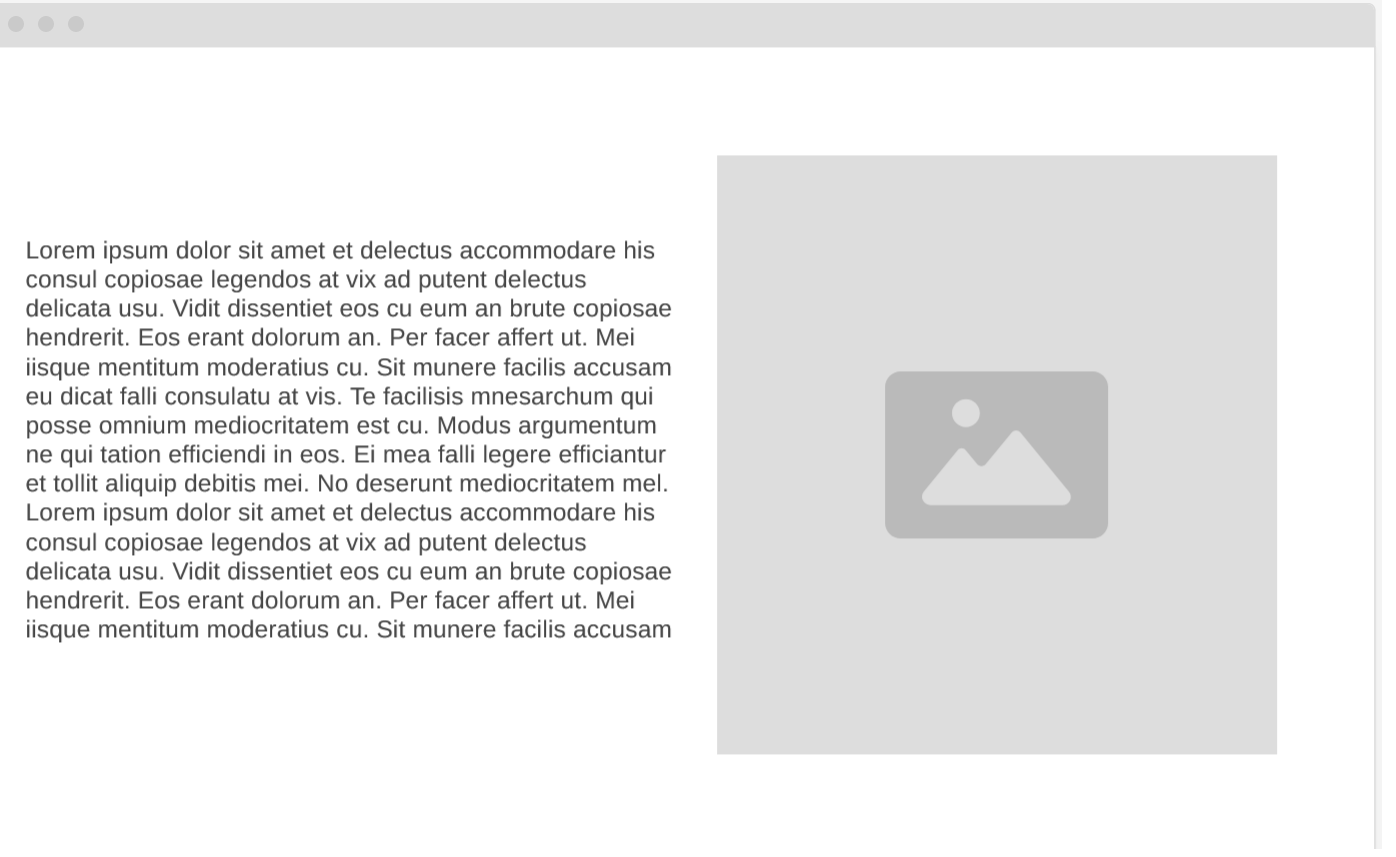 Lorem ipsum dolor sit amet et delectus accommodare his
consul copiosae legendos at vix ad putent delectus
delicata usu. Vidit dissentiet eos cu eum an brute copiosae
hendrerit. Eos erant dolorum an. Per facer affert ut. Mei
iisque mentitum moderatius cu. Sit munere facilis accusam
eu dicat falli consulatu at vis. Te facilisis mnesarchum qui
posse omnium mediocritatem est cu. Modus argumentum
ne qui tation efficiendi in eos. Ei mea falli legere efficiantur
et tollit aliquip debitis mei. No deserunt mediocritatem mel.
Lorem ipsum dolor sit amet et delectus accommodare his
consul copiosae legendos at vix ad putent delectus
delicata usu. Vidit dissentiet eos cu eum an brute copiosae
hendrerit. Eos erant dolorum an. Per facer affert ut. Mei
iisque mentitum moderatius cu. Sit munere facilis accusam